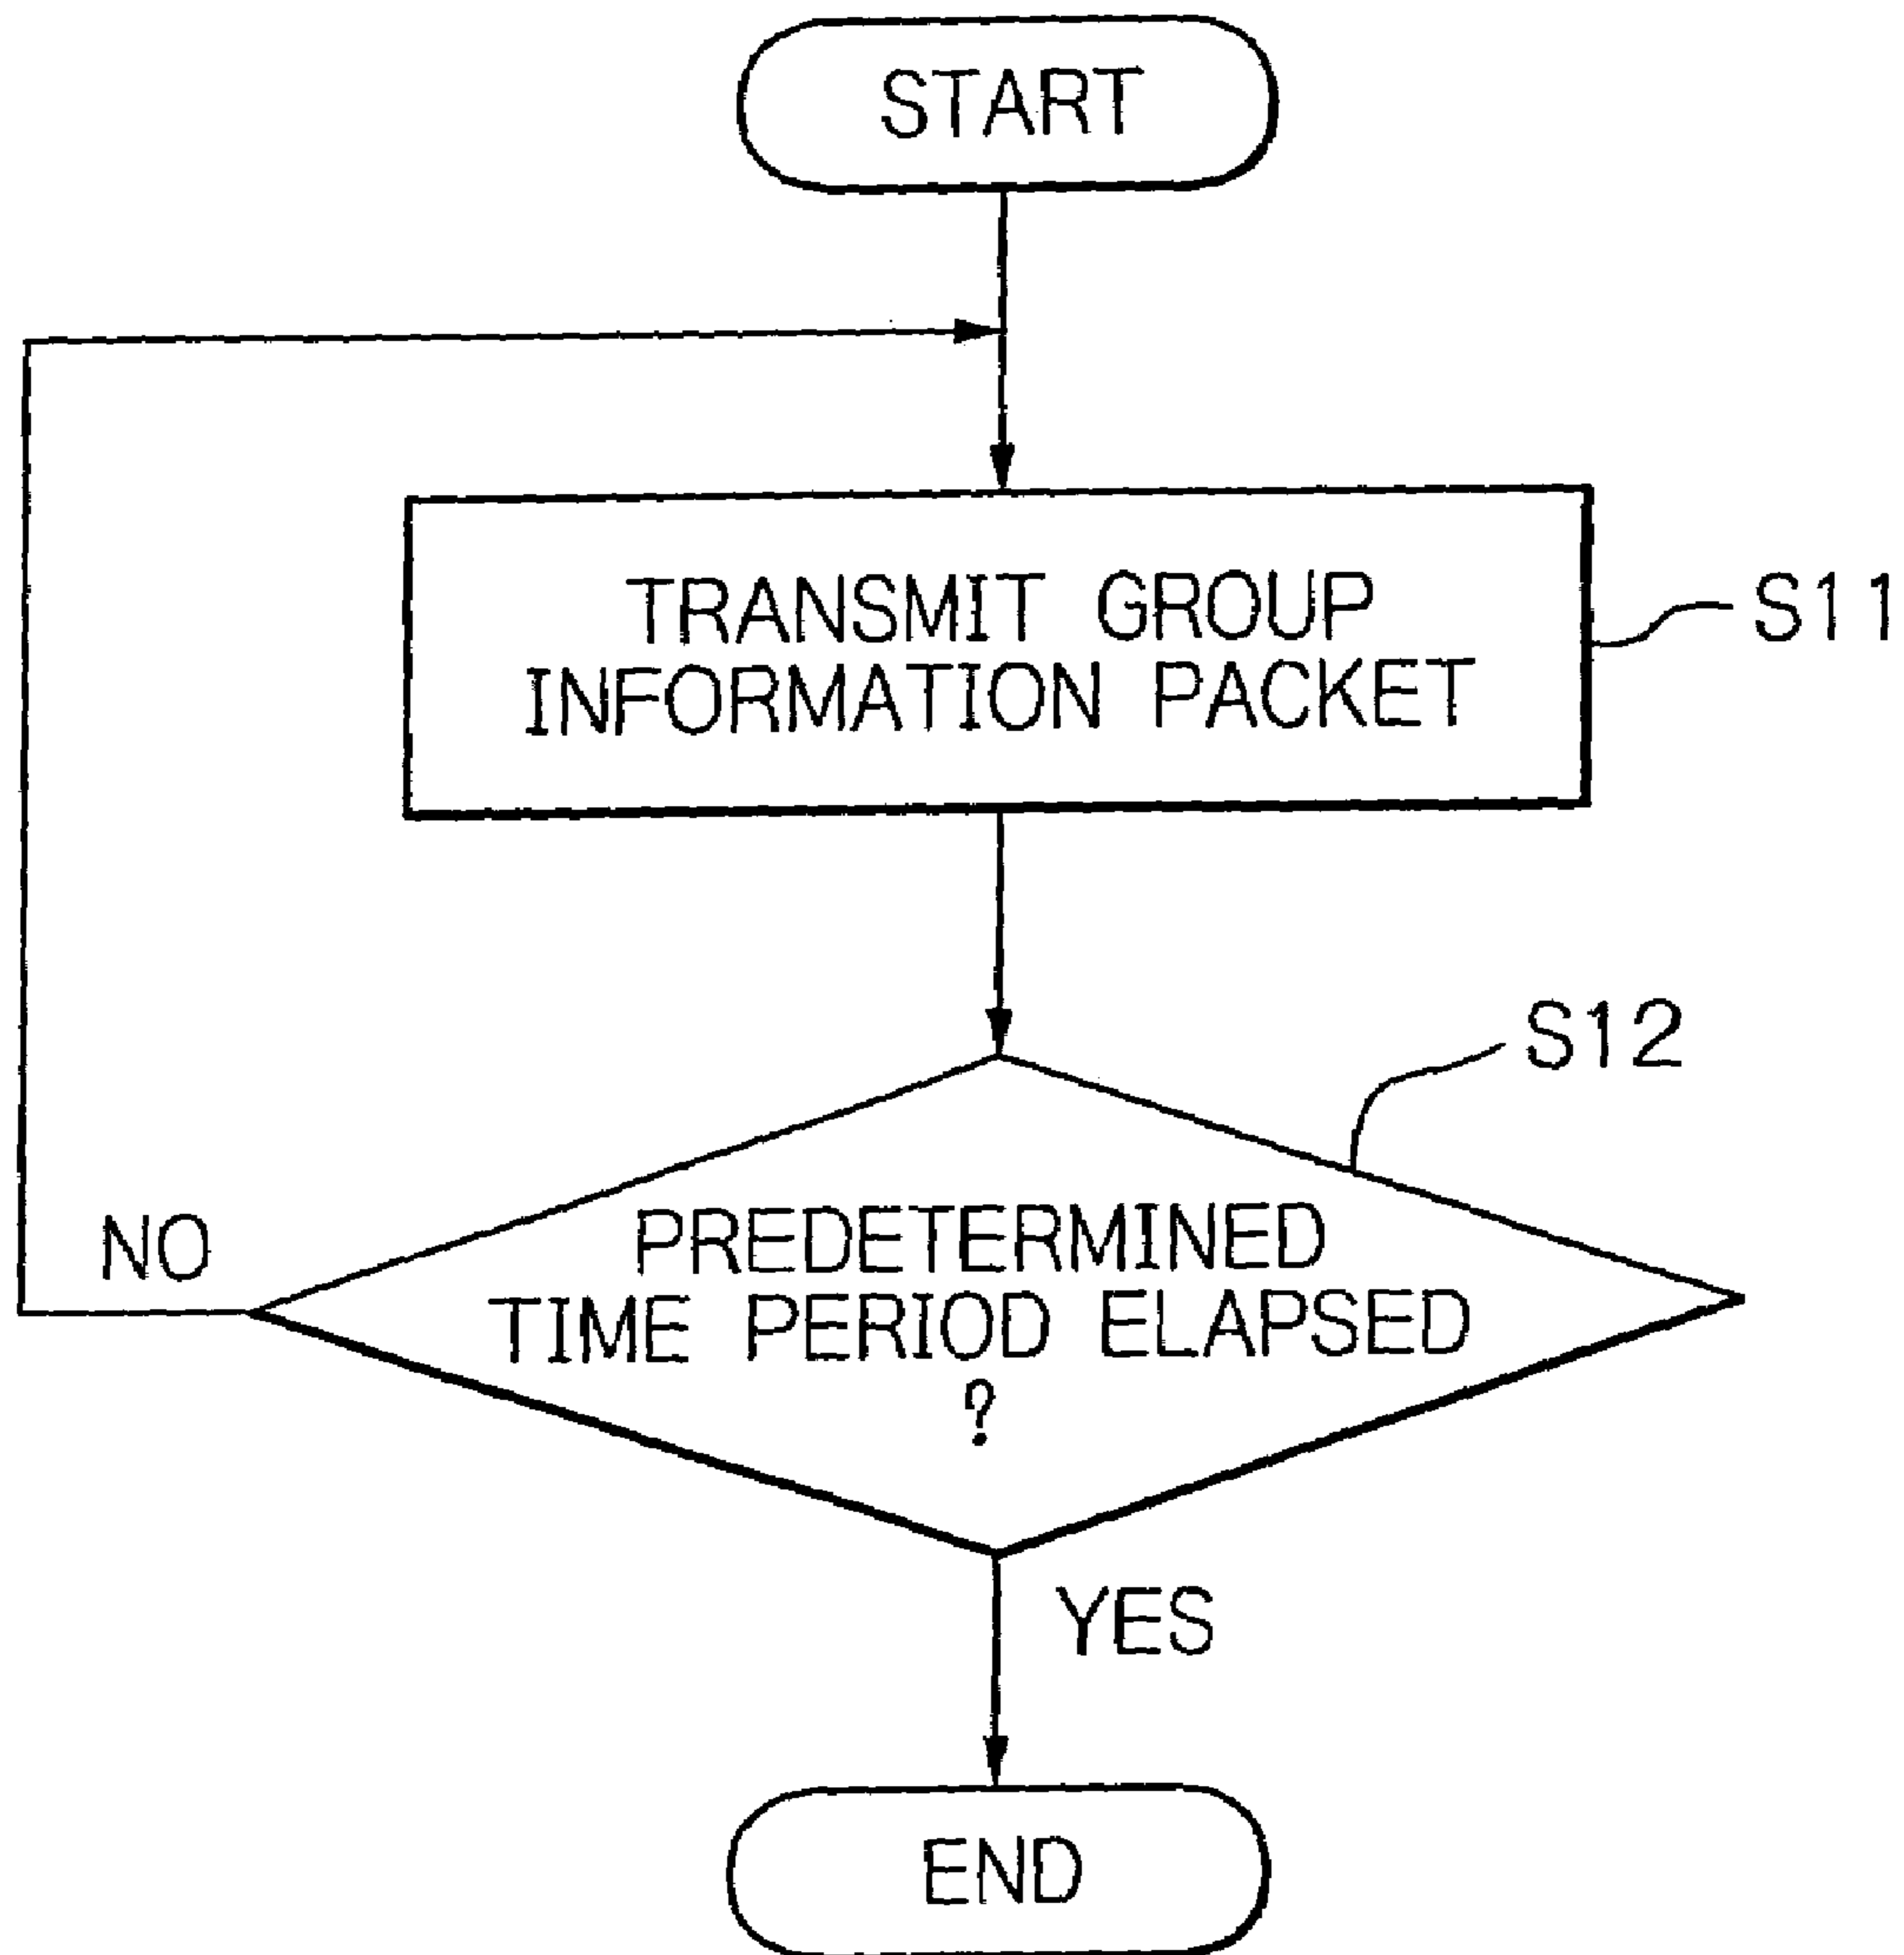 START
TRANSMIT GROUP
INFORMATION PACKET
S11
S12
PREDETERMINED
TIME PERIOD ELAPSED
?
NO
YES
END